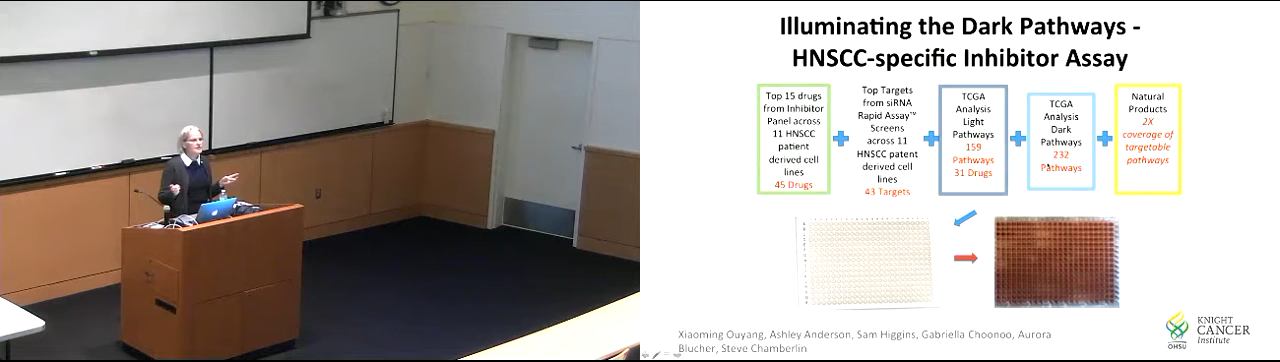 Illuminating the Dark Pathways -
HNSCC-specific Inhibitor Assay
Top 15 drugs
from Inhibitor
Panel across
11 HNSCC
patient
derived cell
lines
45 Drugs
Top Targets
from siRNA
Rapid Assay™
Screens
across 11
HNSCC patent
derived cell
lines
43 Targets
TCGA
Analysis
Light
Pathways
159
Pathways
31 Drugs
TCGA
Analysis
Dark
Pathways
232
Pathways
Natural
Products
2X
coverage of
targetable
pathways
Xiaoming Ouyang, Ashley Anderson, Sam Higgins, Gabriella Choonoo, Aurora
Blucher, Steve Chamberlin
OHSU
KNIGHT
CANCER
Institute